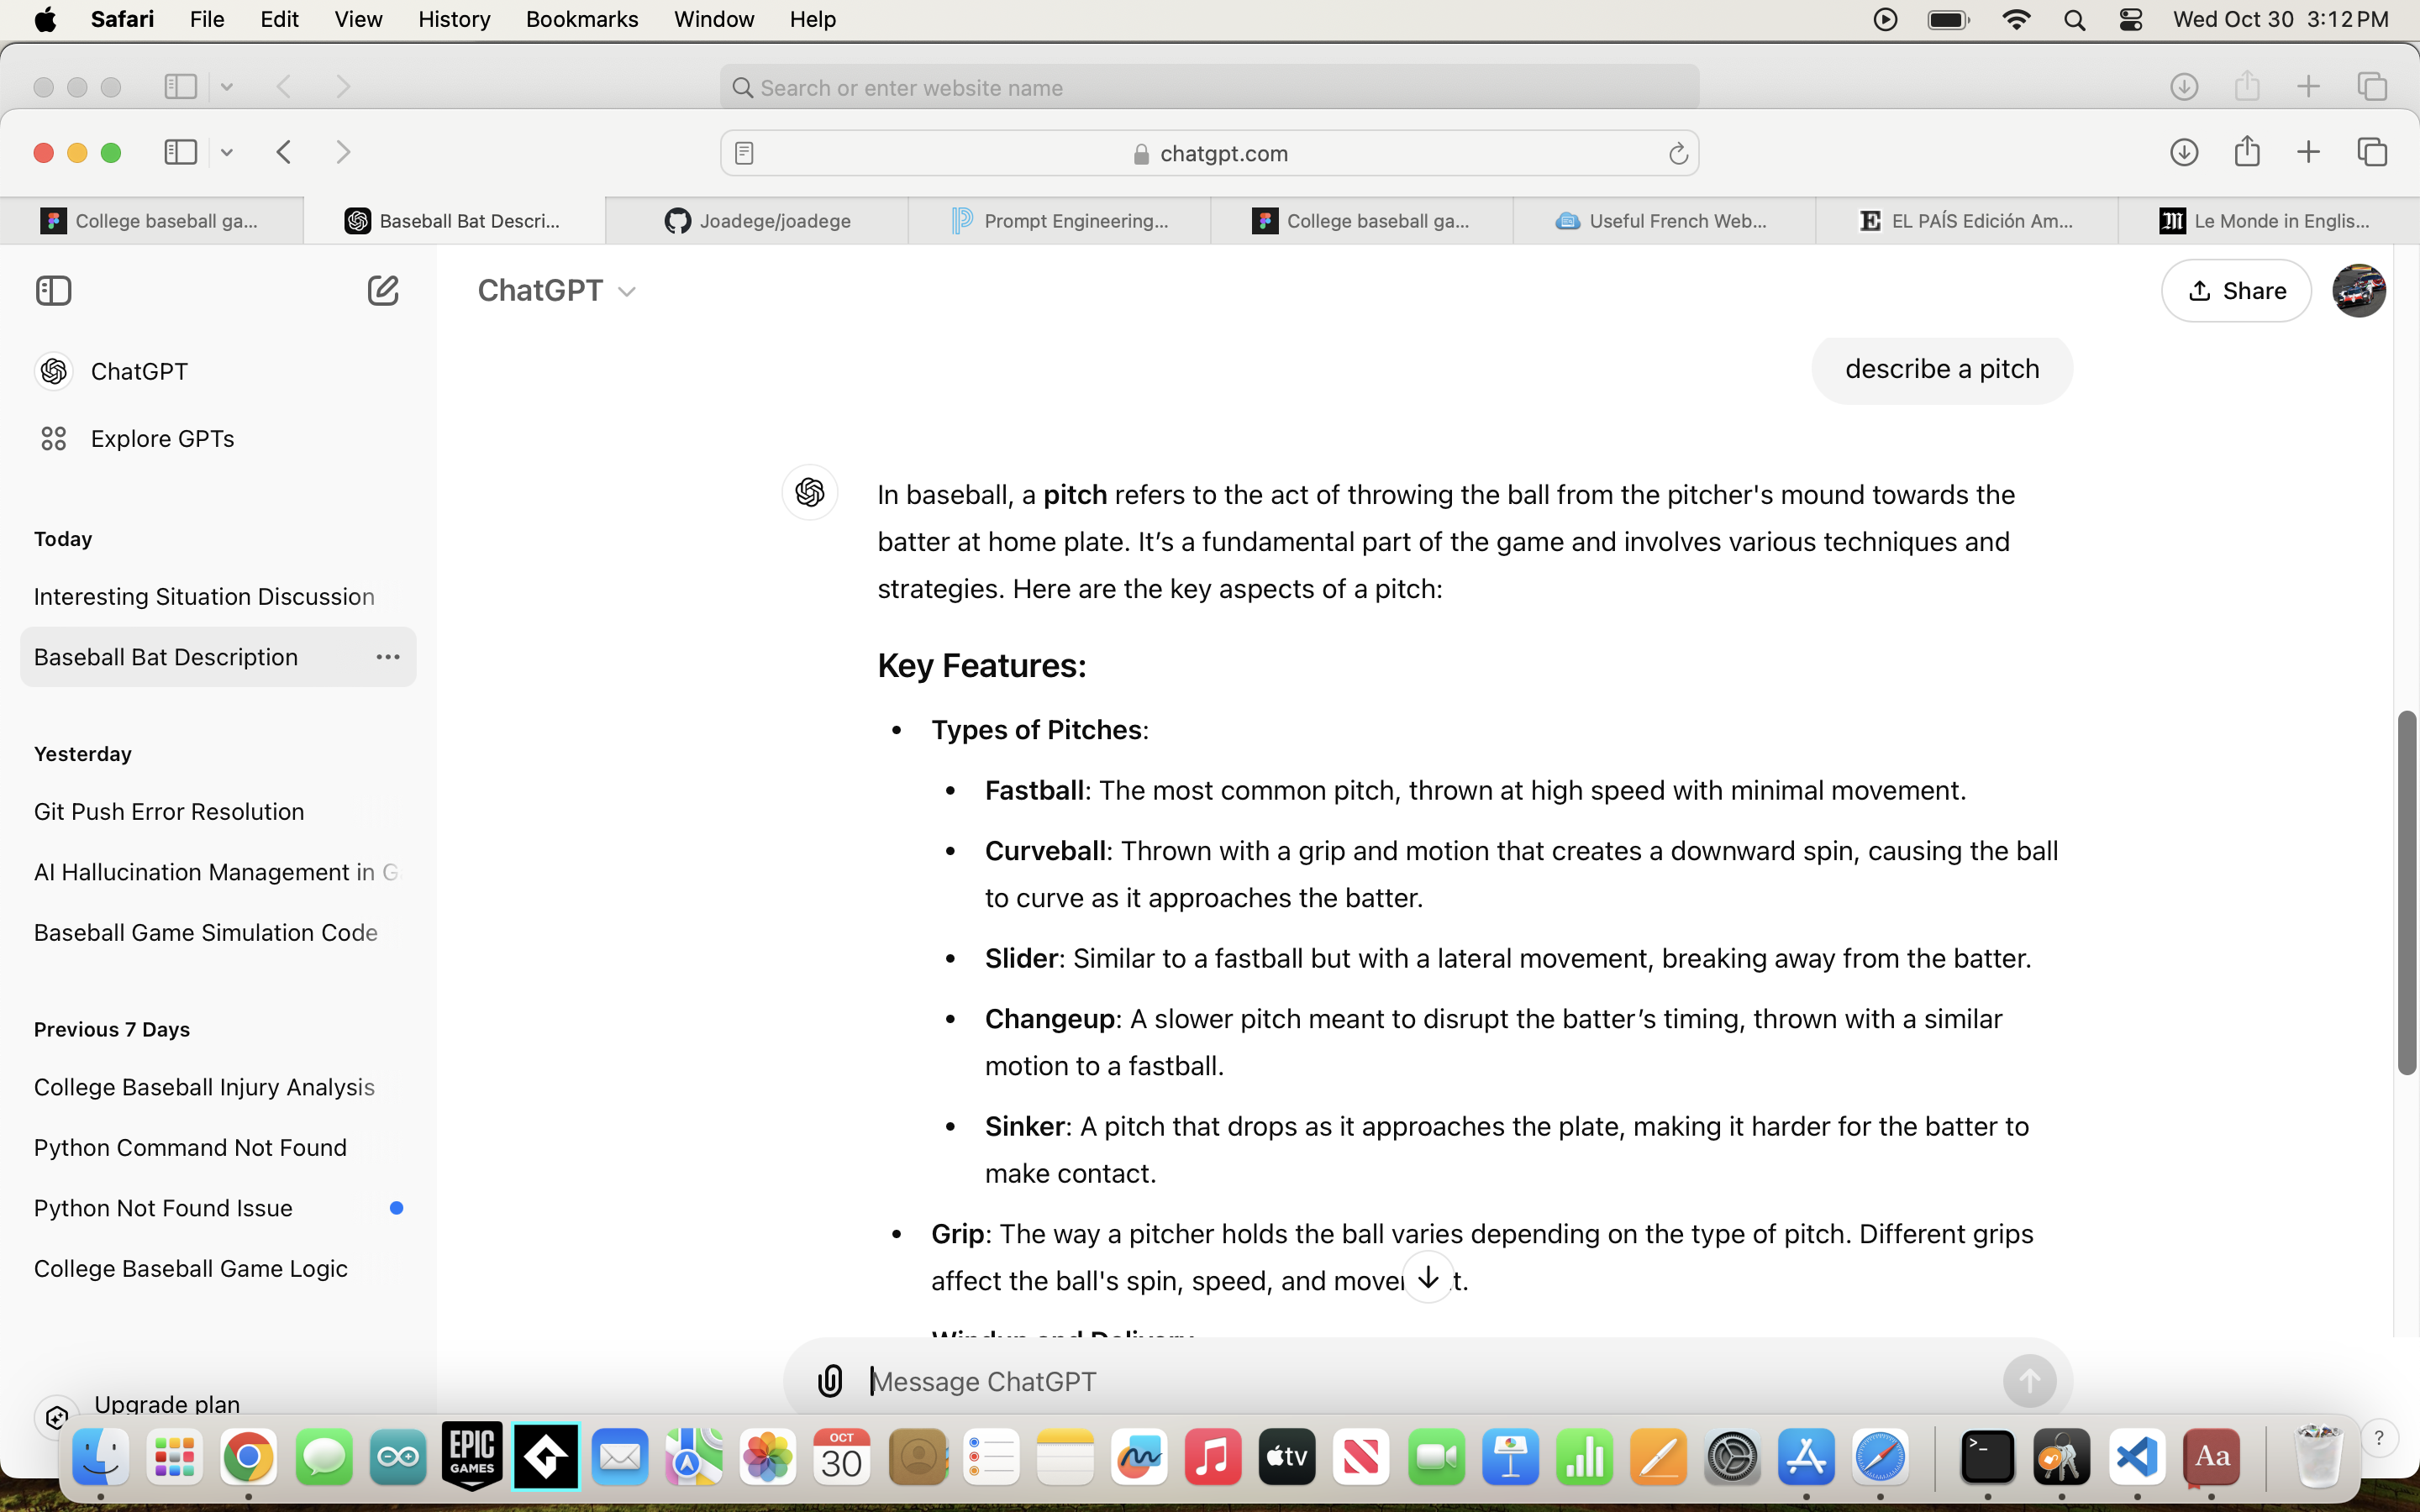 Safari File Edit View History Bookmarks Window Help Wed Oct 30 3:12 PM
Search or enter website name
chatgpt.com
College baseball ga... Baseball Bat Descri... Joadege/joadege Prompt Engineering... College baseball ga... Useful French Web... EL PAÍS Edición Am... Le Monde in Englis...
ChatGPT
Share
ChatGPT
Explore GPTs
Today
Interesting Situation Discussion
Baseball Bat Description
Yesterday
Git Push Error Resolution
AI Hallucination Management in G
Baseball Game Simulation Code
Previous 7 Days
College Baseball Injury Analysis
Python Command Not Found
Python Not Found Issue
College Baseball Game Logic
Upgrade plan
describe a pitch
In baseball, a pitch refers to the act of throwing the ball from the pitcher's mound towards the
batter at home plate. It’s a fundamental part of the game and involves various techniques and
strategies. Here are the key aspects of a pitch:
Key Features:
Types of Pitches:
Fastball: The most common pitch, thrown at high speed with minimal movement.
Curveball: Thrown with a grip and motion that creates a downward spin, causing the ball
to curve as it approaches the batter.
Slider: Similar to a fastball but with a lateral movement, breaking away from the batter.
Changeup: A slower pitch meant to disrupt the batter’s timing, thrown with a similar
motion to a fastball.
Sinker: A pitch that drops as it approaches the plate, making it harder for the batter to
make contact.
Grip: The way a pitcher holds the ball varies depending on the type of pitch. Different grips
affect the ball's spin, speed, and move t.
Windup and Delivery
Message ChatGPT
?
EPIC
GAMES
OCT
30
tv
Aa